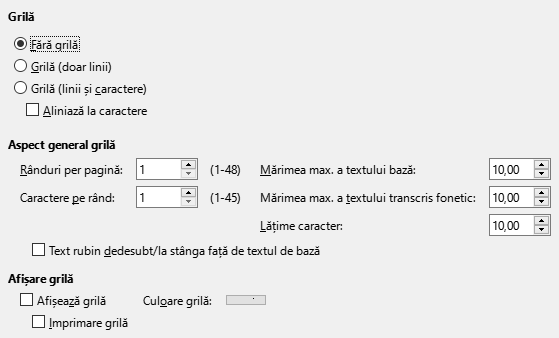 Grilă
Fără grilă
Grilă (doar linii)
Grilă (linii și caractere)
Aliniază la caractere
Aspect general grilă
Rânduri per pagină: 1 (1-48) Mărimea max. a textului bază: 10,00
Caractere pe rând: 1 (1-45) Mărimea max. a textului transcris fonetic: 10,00
Lățime caracter: 10,00
Text rubin dedesubt/la stânga față de textul de bază
Afișare grilă
Afișează grilă Culoare grilă:
Imprimare grilă